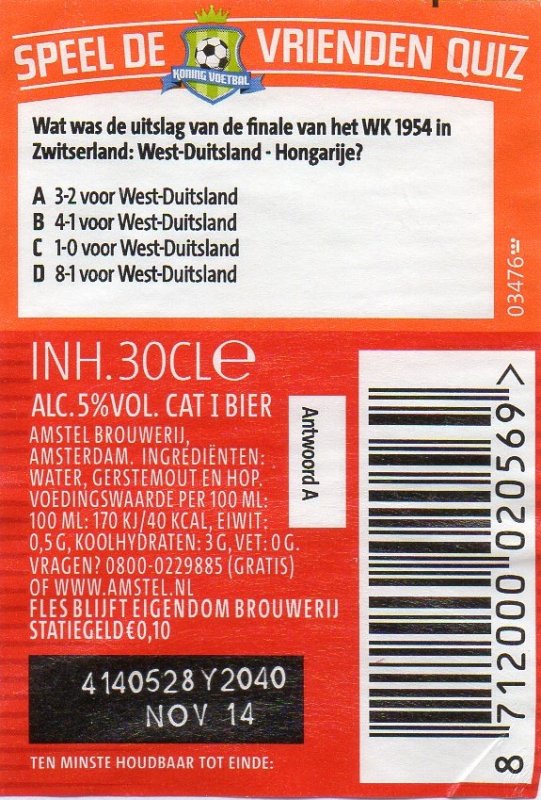 SPEEL DE VRIENDEN QUIZ
KONING VOETBAL
Wat was de uitslag van de finale van het WK 1954 in
Zwitserland: West-Duitsland - Hongarije?
A 3-2 voor West-Duitsland
B 4-1 voor West-Duitsland
C 1-0 voor West-Duitsland
D 8-1 voor West-Duitsland
03476
INH.30CL℮
ALC.5%VOL. CAT I BIER
AMSTEL BROUWERIJ,
AMSTERDAM. INGREDIËNTEN:
WATER, GERSTEMOUT EN HOP.
VOEDINGSWAARDE PER 100 ML:
100 ML: 170 KJ/40 KCAL, EIWIT:
0,5G, KOOLHYDRATEN: 3G, VET: 0G.
VRAGEN? 0800-0229885 (GRATIS)
OF WWW.AMSTEL.NL
FLES BLIJFT EIGENDOM BROUWERIJ
STATIEGELD€0,10
Antwoord A
4140528Y2040
NOV 14
TEN MINSTE HOUDBAAR TOT EINDE:
8 712000 020569 >